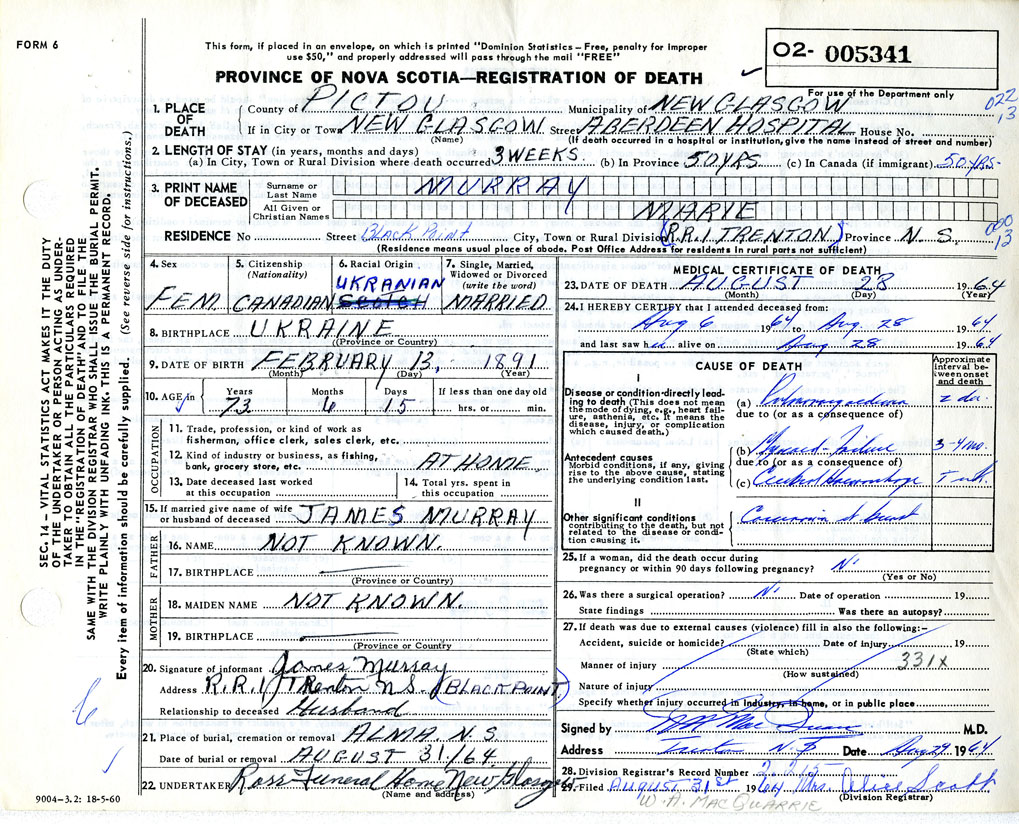 FORM 6
This form, if placed in an envelope, on which is printed "Dominion Statistics – Free, penalty for improper
use $50," and properly addressed will pass through the mail "FREE"
PROVINCE OF NOVA SCOTIA—REGISTRATION OF DEATH
02- 005341
For use of the Department only
022
13
1. PLACE OF DEATH
County of PICTOU Municipality of NEW GLASGOW
If in City or Town NEW GLASGOW Street ABERDEEN HOSPITAL House No.
(Name) (If death occurred in a hospital or institution, give name instead of street and number)
2. LENGTH OF STAY (in years, months and days)
(a) In City, Town or Rural Division where death occurred 3 WEEKS. (b) In Province 50 YRS (c) In Canada (if immigrant) 50 YRS.
3. PRINT NAME OF DECEASED
Surname or Last Name MURRAY
All Given or Christian Names MARIE
000
13
RESIDENCE No Street Black Point City, Town or Rural Division (R.R.1 TRENTON) Province N.S.
(Residence means usual place of abode. Post Office Address for residents in rural parts not sufficient)
4. Sex 5. Citizenship (Nationality) 6. Racial Origin 7. Single, Married, Widowed or Divorced (write the word)
UKRANIAN
FEM. CANADIAN SCOTCH MARRIED
8. BIRTHPLACE UKRAINE
(Province or Country)
9. DATE OF BIRTH FEBRUARY 13, 1891
(Month) (Day) (Year)
10. AGE in Years Months Days If less than one day old
73 6 15 hrs. or min.
OCCUPATION
11. Trade, profession, or kind of work as
fisherman, office clerk, sales clerk, etc.
12. Kind of industry or business, as fishing,
bank, grocery store, etc. AT HOME
13. Date deceased last worked
at this occupation
14. Total yrs. spent in
this occupation
15. If married give name of wife
or husband of deceased JAMES MURRAY
FATHER
16. NAME NOT KNOWN.
17. BIRTHPLACE
(Province or Country)
MOTHER
18. MAIDEN NAME NOT KNOWN.
19. BIRTHPLACE
(Province or Country)
20. Signature of informant James Murray
Address R.R.1 Trenton N.S. (BLACK POINT)
Relationship to deceased Husband
21. Place of burial, cremation or removal ALMA N.S
Date of burial or removal AUGUST 31/64.
22. UNDERTAKER Ross Funeral Home New Glasgow
(Name and address)
MEDICAL CERTIFICATE OF DEATH
23. DATE OF DEATH AUGUST 28 1964
(Month) (Day) (Year)
24. I HEREBY CERTIFY that I attended deceased from:
Aug 6 1964 to Aug. 28 1964
and last saw h alive on Aug 28 1964
CAUSE OF DEATH
Approximate interval between onset and death
I
Disease or condition directly leading to death (This does not mean
the mode of dying, e.g., heart failure, asthenia, etc. It means the
disease, injury, or complication
which caused death.)
(a) Pulmonary edema 2 da.
due to (or as a consequence of)
Antecedent causes
Morbid conditions, if any, giving
rise to the above cause, stating
the underlying condition last.
(b) Myocard. Failure 3-4 mo.
due to (or as a consequence of)
(c) Cerebral Haemorrhage
II
Other significant conditions
contributing to the death, but not
related to the disease or condition causing it.
Breast
25. If a woman, did the death occur during
pregnancy or within 90 days following pregnancy? No
(Yes or No)
26. Was there a surgical operation? No Date of operation 19
State findings Was there an autopsy?
27. If death was due to external causes (violence) fill in also the following:–
Accident, suicide or homicide? Date of injury 19
(State which)
Manner of injury 331x
(How sustained)
Nature of injury
Specify whether injury occurred in Industry, in home, or in public place
Signed by M.D.
Address Trenton N.S Date Aug 29 1964
28. Division Registrar's Record Number
29. Filed AUGUST 31st 1964 Mrs. Alice Scott
(Division Registrar)
W. A. MACQUARRIE
9004–3.2: 18-5-60
SEC. 14 – VITAL STATISTICS ACT MAKES IT THE DUTY
OF THE UNDERTAKER OR PERSON ACTING AS UNDERTAKER TO OBTAIN ALL THE PARTICULARS REQUIRED
IN THE "REGISTRATION OF DEATH" AND TO FILE THE
SAME WITH THE DIVISION REGISTRAR WHO SHALL ISSUE THE BURIAL PERMIT.
WRITE PLAINLY WITH UNFADING INK. THIS IS A PERMANENT RECORD.
Every item of information should be carefully supplied. (See reverse side for instructions.)